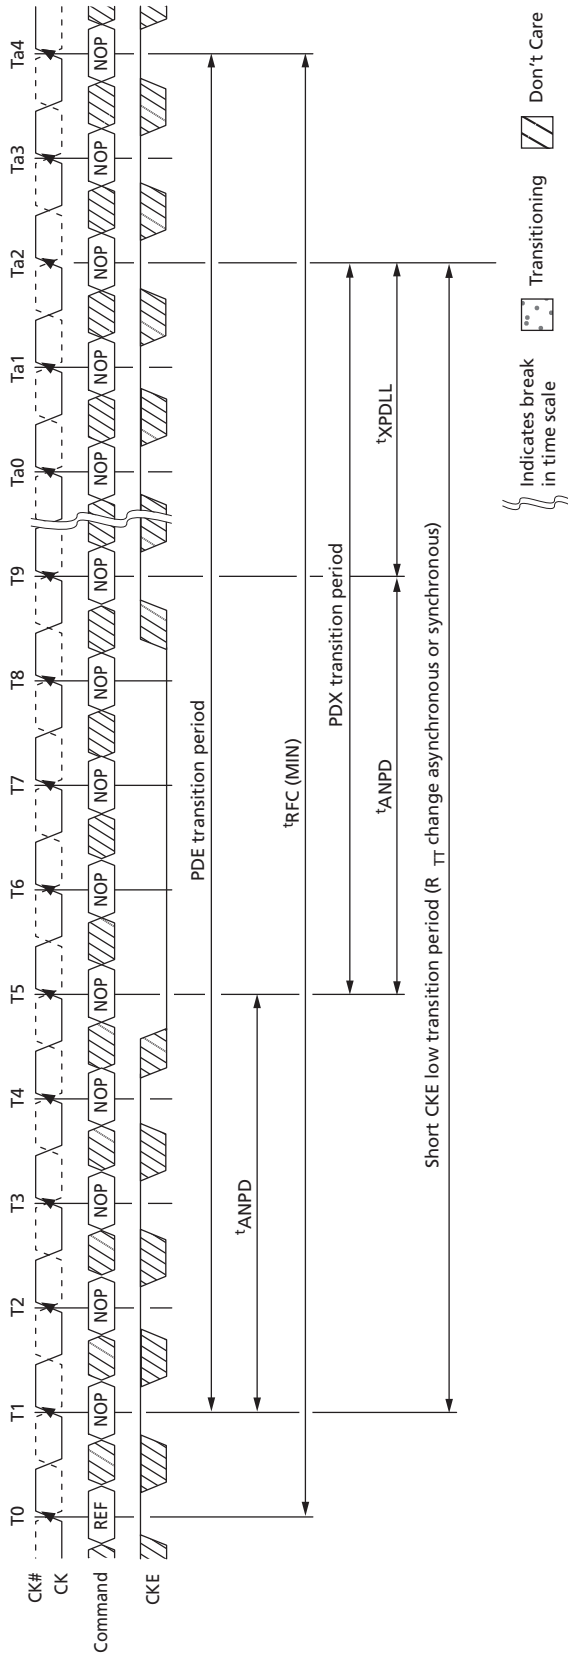 T0 T1 T2 T3 T4 T5 T6 T7 T8 T9 Ta0 Ta1 Ta2 Ta3 Ta4
CK#
CK
Command REF NOP NOP NOP NOP NOP NOP NOP NOP NOP NOP NOP NOP NOP NOP
CKE
PDE transition period
tANPD
tRFC (MIN)
PDX transition period
tANPD tXPDLL
Short CKE low transition period (R TT change asynchronous or synchronous)
Indicates break
in time scale
Transitioning
Don't Care